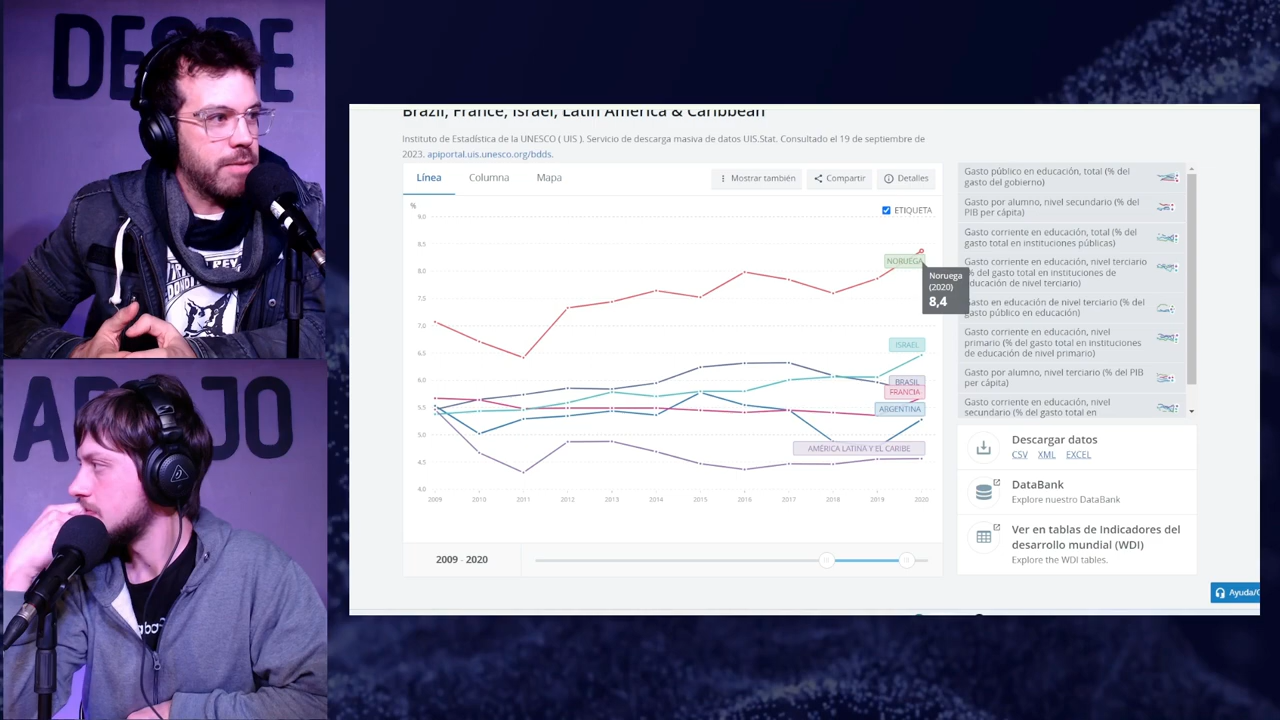 DESDE
ABAJO
Brazil, France, Israel, Latin America & Caribbean
Instituto de Estadística de la UNESCO ( UIS ). Servicio de descarga masiva de datos UIS.Stat. Consultado el 19 de septiembre de
2023. apiportal.uis.unesco.org/bdds.
Línea Columna Mapa Mostrar también Compartir Detalles
%
ETIQUETA
9.0
8.5
8.0
7.5
7.0
6.5
6.0
5.5
5.0
4.5
4.0
NORUEGA
Noruega
(2020)
8,4
ISRAEL
BRASIL
FRANCIA
ARGENTINA
AMÉRICA LATINA Y EL CARIBE
2009 2010 2011 2012 2013 2014 2015 2016 2017 2018 2019 2020
2009 - 2020
Gasto público en educación, total (% del
gasto del gobierno)
Gasto por alumno, nivel secundario (% del
PIB per cápita)
Gasto corriente en educación, total (% del
gasto total en instituciones públicas)
Gasto corriente en educación, nivel terciario
% del gasto total en instituciones de
educación de nivel terciario)
Gasto en educación de nivel terciario (% del
gasto público en educación)
Gasto corriente en educación, nivel
primario (% del gasto total en instituciones
de educación de nivel primario)
Gasto por alumno, nivel terciario (% del PIB
per cápita)
Gasto corriente en educación, nivel
secundario (% del gasto total en
Descargar datos
CSV XML EXCEL
DataBank
Explore nuestro DataBank
Ver en tablas de Indicadores del
desarrollo mundial (WDI)
Explore the WDI tables.
Ayuda/